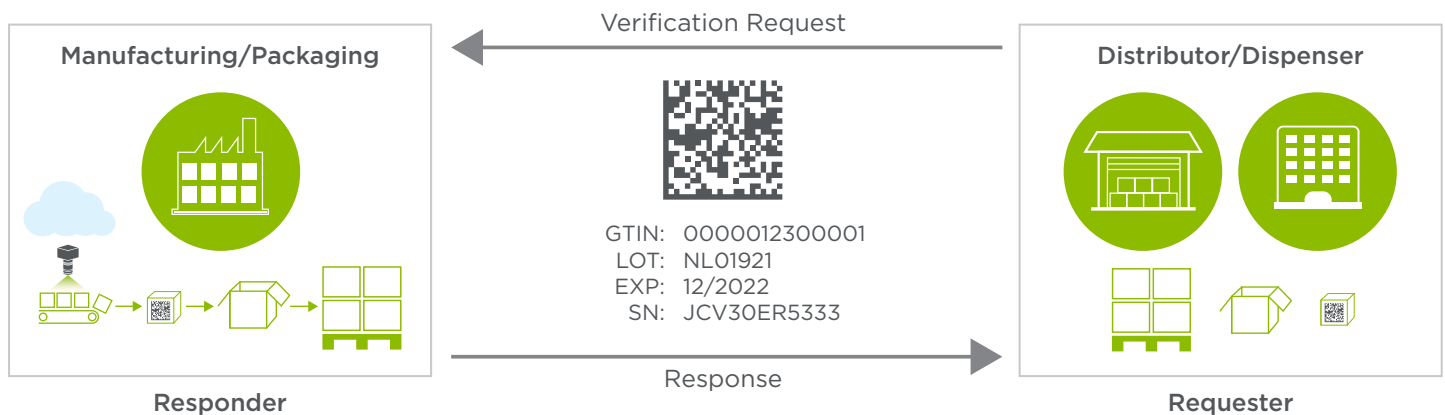 Verification Request
Manufacturing/Packaging
Distributor/Dispenser
GTIN: 0000012300001
LOT: NL01921
EXP: 12/2022
SN: JCV30ER5333
Response
Responder
Requester